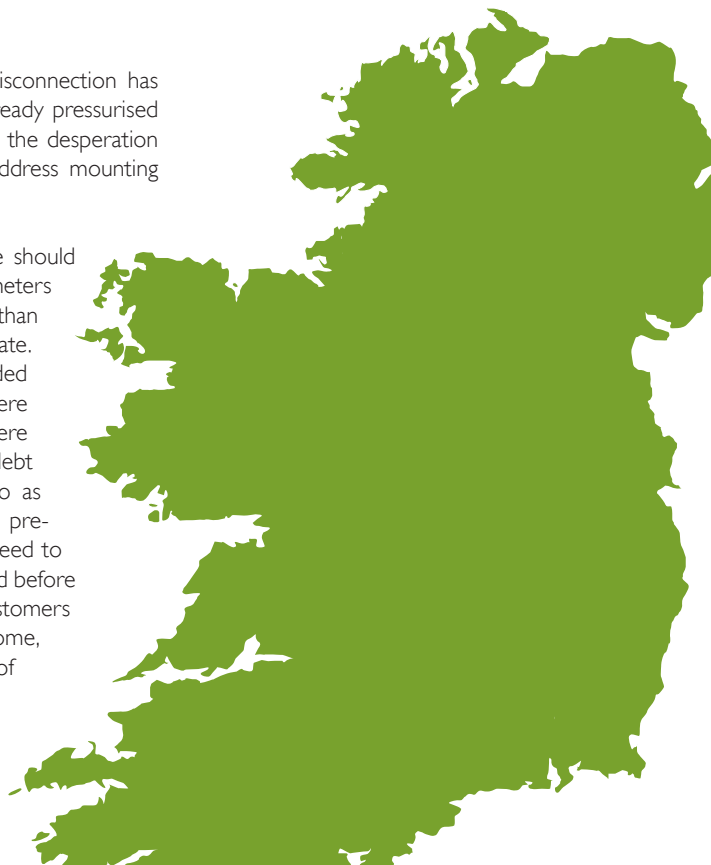 isconnection has
eady pressurised
the desperation
ddress mounting
e should
neters
than
ate.
ded
ere
ere
lebt
o as
pre-
eed to
d before
stomers
ome,
of